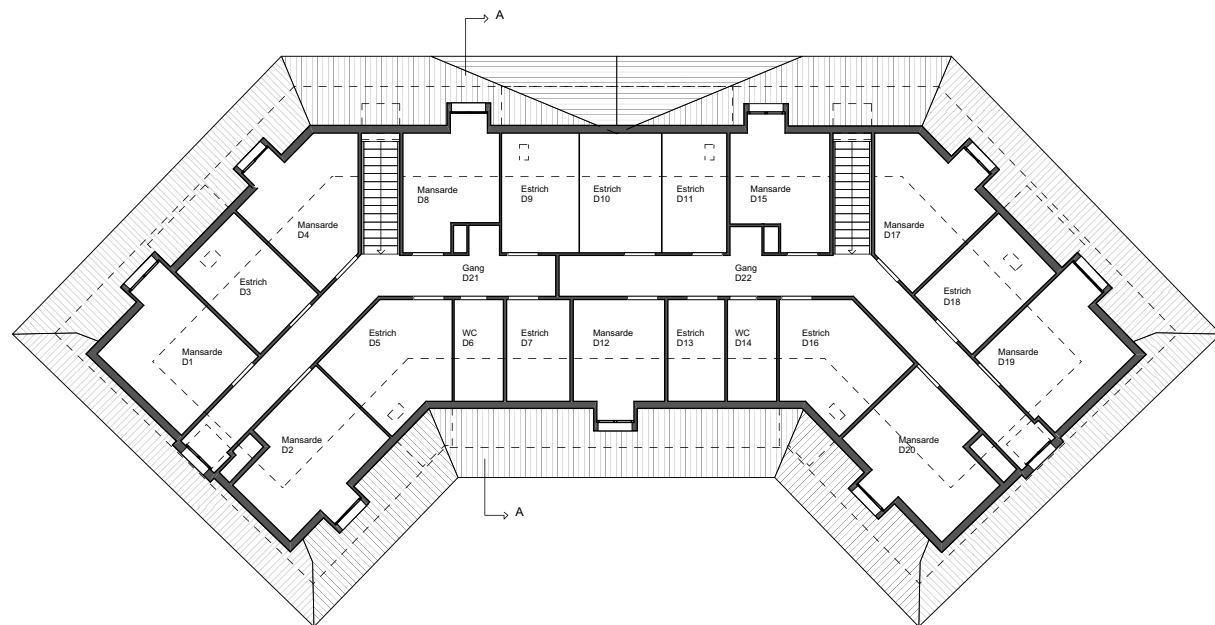 A
Mansarde
D8
Estrich
D9
Estrich
D10
Estrich
D11
Mansarde
D15
Mansarde
D4
Mansarde
D17
Estrich
D3
Gang
D21
Gang
D22
Estrich
D18
Mansarde
D1
Estrich
D5
WC
D6
Estrich
D7
Mansarde
D12
Estrich
D13
WC
D14
Estrich
D16
Mansarde
D19
Mansarde
D2
Mansarde
D20
A